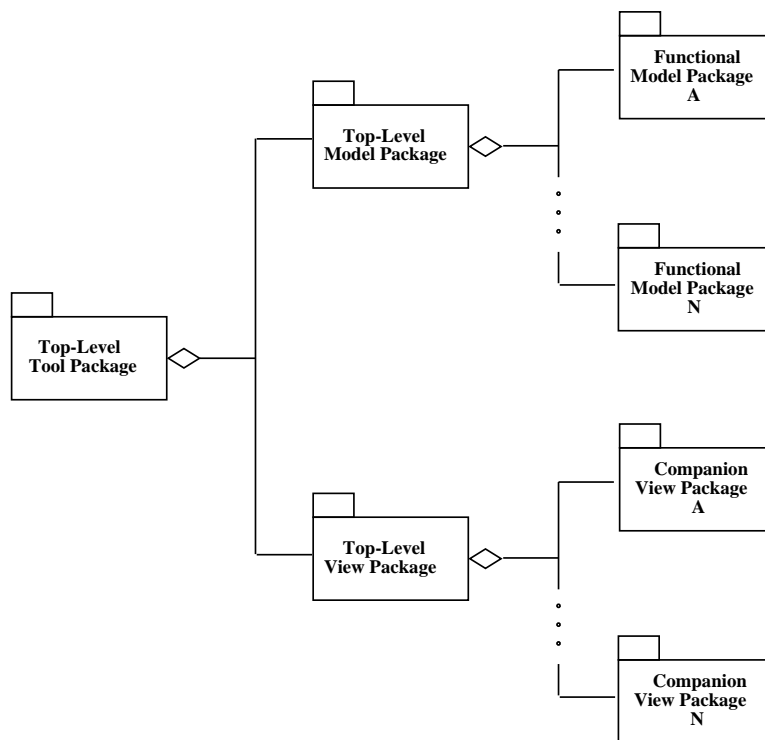 Functional
Model Package
A
Top-Level
Model Package
Functional
Model Package
N
Top-Level
Tool Package
Companion
View Package
A
Top-Level
View Package
Companion
View Package
N